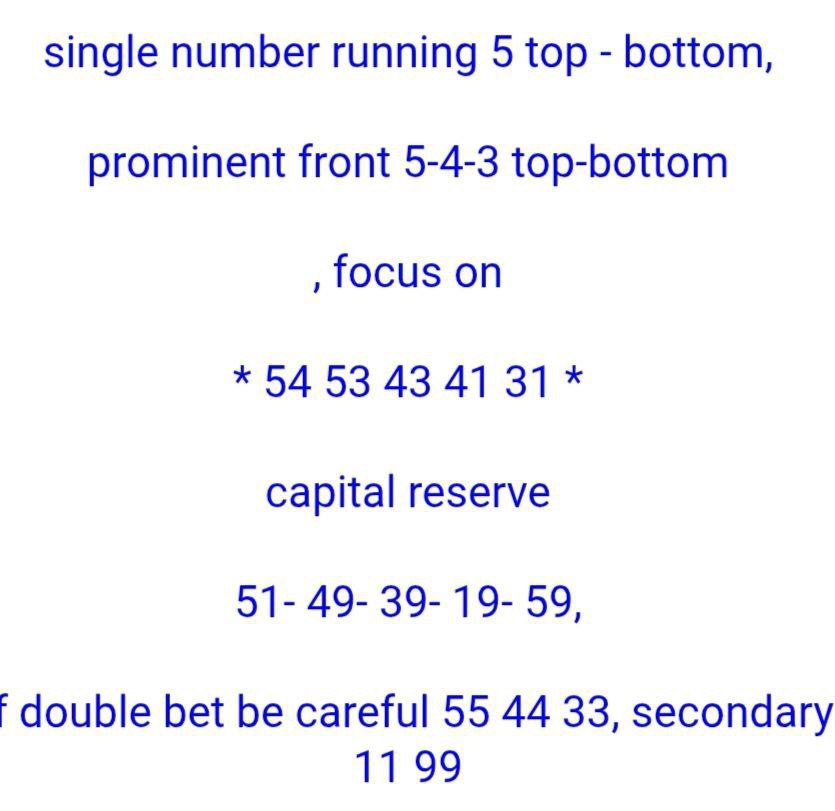 single number running 5 top - bottom,
prominent front 5-4-3 top-bottom
, focus on
* 54 53 43 41 31 *
capital reserve
51- 49- 39- 19- 59,
f double bet be careful 55 44 33, secondary
11 99